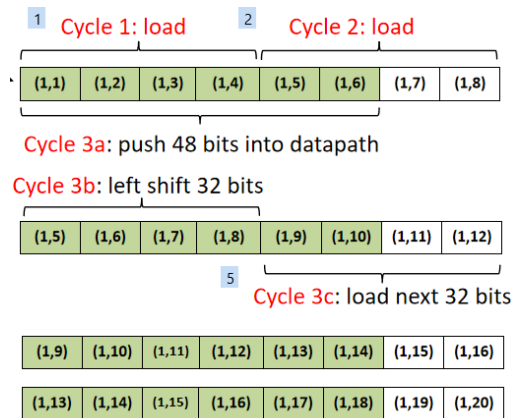 1 2
Cycle 1: load Cycle 2: load
(1,1) (1,2) (1,3) (1,4) (1,5) (1,6) (1,7) (1,8)
Cycle 3a: push 48 bits into datapath
Cycle 3b: left shift 32 bits
(1,5) (1,6) (1,7) (1,8) (1,9) (1,10) (1,11) (1,12)
5
Cycle 3c: load next 32 bits
(1,9) (1,10) (1,11) (1,12) (1,13) (1,14) (1,15) (1,16)
(1,13) (1,14) (1,15) (1,16) (1,17) (1,18) (1,19) (1,20)